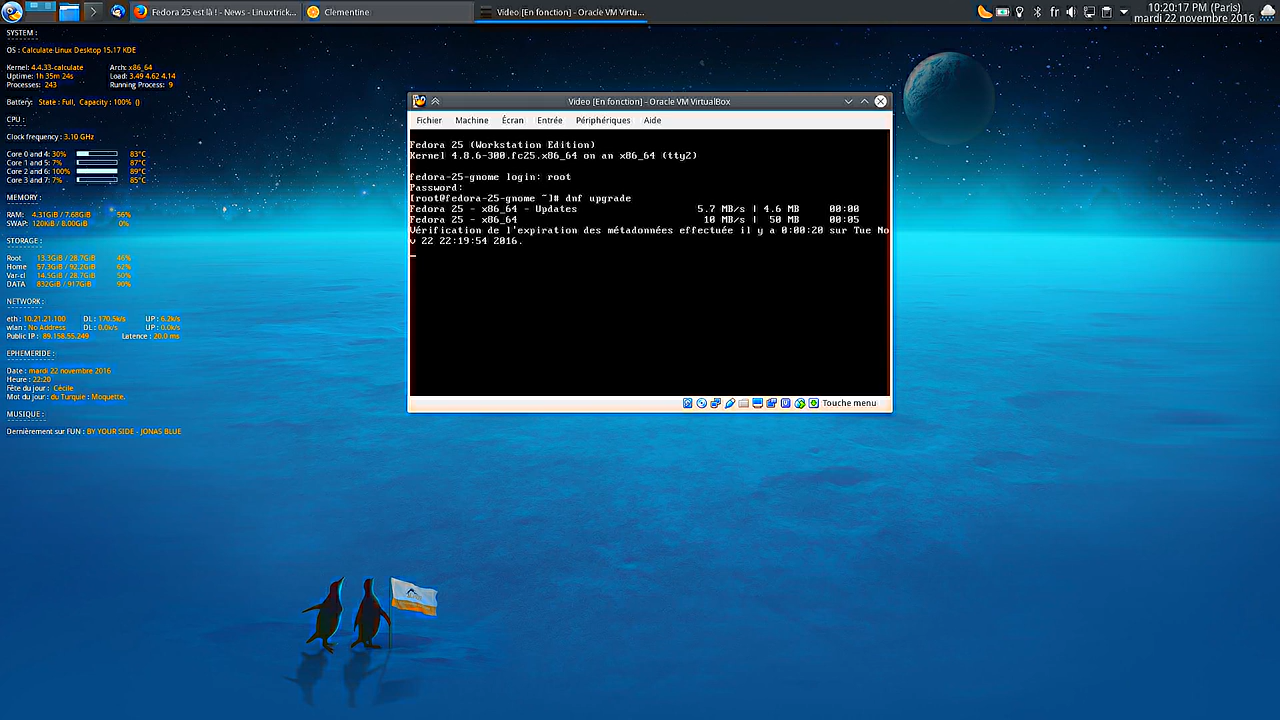 Fedora 25 est là ! - News - Linuxtrick...
Clementine
Video [En fonction] - Oracle VM Virtu...
fr
10:20:17 PM (Paris)
mardi 22 novembre 2016
SYSTEM :
OS : Calculate Linux Desktop 15.17 KDE
Kernel: 4.4.33-calculate Arch: x86_64
Uptime: 1h 35m 24s Load: 3.49 4.62 4.14
Processes: 243 Running Process: 9
Battery: State : Full, Capacity : 100% ()
CPU :
Clock frequency : 3.10 GHz
Core 0 and 4: 30% 83°C
Core 1 and 5: 7% 87°C
Core 2 and 6: 100% 89°C
Core 3 and 7: 7% 85°C
MEMORY :
RAM: 4.31GiB / 7.68GiB 56%
SWAP: 120KiB / 8.00GiB 0%
STORAGE :
Root 13.3GiB / 28.7GiB 46%
Home 57.3GiB / 92.2GiB 62%
Var-cl 14.5GiB / 28.7GiB 50%
DATA 832GiB / 917GiB 90%
NETWORK :
eth : 10.21.21.100 DL : 170.5k/s UP : 6.2k/s
wlan : No Address DL : 0.0k/s UP : 0.0k/s
Public IP : 89.158.55.249 Latence : 20.0 ms
EPHEMERIDE :
Date : mardi 22 novembre 2016
Heure : 22:20
Fête du jour : Cécile
Mot du jour : du Turquie : Moquette.
MUSIQUE :
Dernièrement sur FUN : BY YOUR SIDE - JONAS BLUE
Video [En fonction] - Oracle VM VirtualBox
Fichier Machine Écran Entrée Périphériques Aide
Fedora 25 (Workstation Edition)
Kernel 4.8.6-300.fc25.x86_64 on an x86_64 (tty2)
fedora-25-gnome login: root
Password:
[root@fedora-25-gnome ~]# dnf upgrade
Fedora 25 - x86_64 - Updates 5.7 MB/s | 4.6 MB 00:00
Fedora 25 - x86_64 10 MB/s | 50 MB 00:05
Vérification de l'expiration des métadonnées effectuée il y a 0:00:20 sur Tue No
v 22 22:19:54 2016.
Touche menu